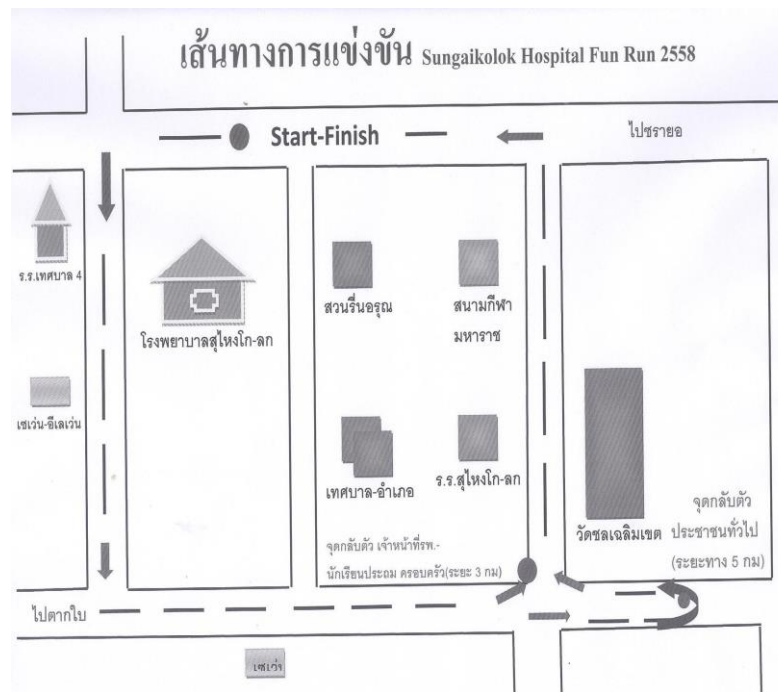 เส้นทางการแข่งขัน Sungaikolok Hospital Fun Run 2558
Start-Finish
ไปซรายอ
ร.ร.เทศบาล 4
โรงพยาบาลสุไหงโก-ลก
สวนรื่นอรุณ
สนามกีฬา
มหาราช
เซเว่น-อีเลเว่น
เทศบาล-อำเภอ
ร.ร.สุไหงโก-ลก
วัดชลเฉลิมเขต
จุดกลับตัว
ประชาชนทั่วไป
(ระยะทาง 5 กม)
จุดกลับตัว เจ้าหน้าที่รพ.-
นักเรียนประถม ครอบครัว(ระยะ 3 กม)
ไปตากใบ
เซเว่น